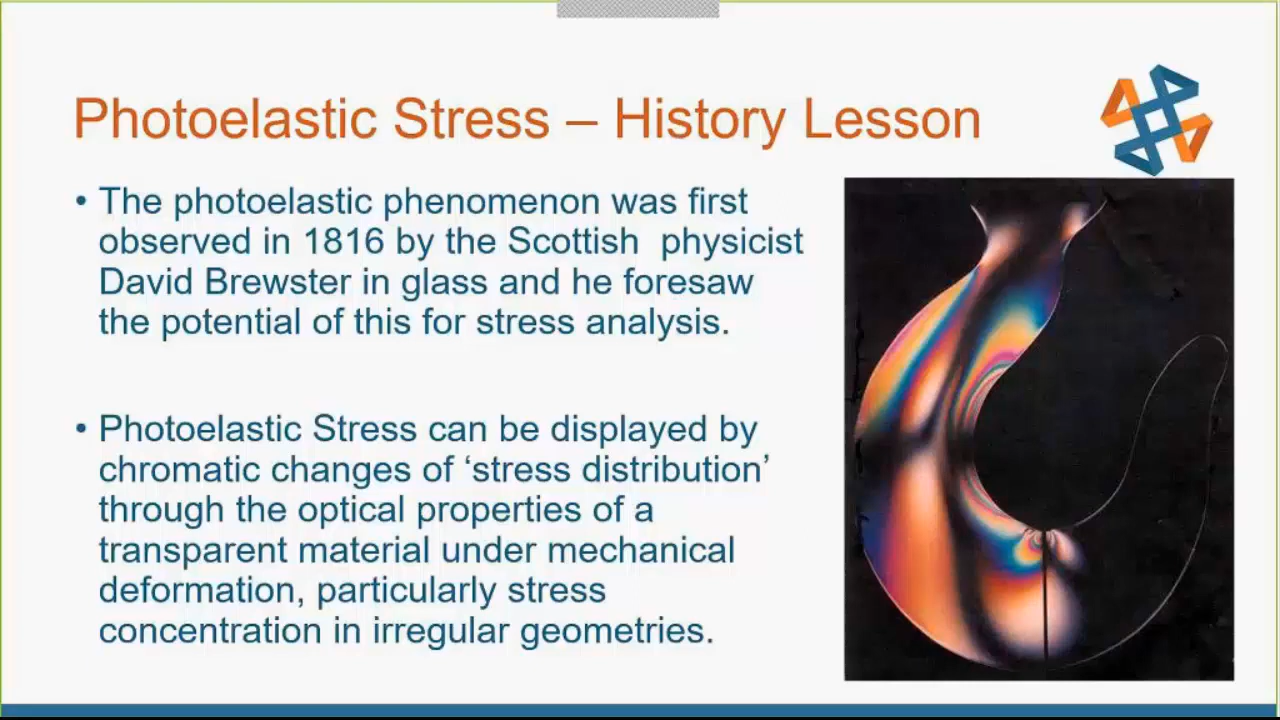 Photoelastic Stress – History Lesson
• The photoelastic phenomenon was first
observed in 1816 by the Scottish  physicist
David Brewster in glass and he foresaw
the potential of this for stress analysis.
• Photoelastic Stress can be displayed by
chromatic changes of ‘stress distribution’
through the optical properties of a
transparent material under mechanical
deformation, particularly stress
concentration in irregular geometries.